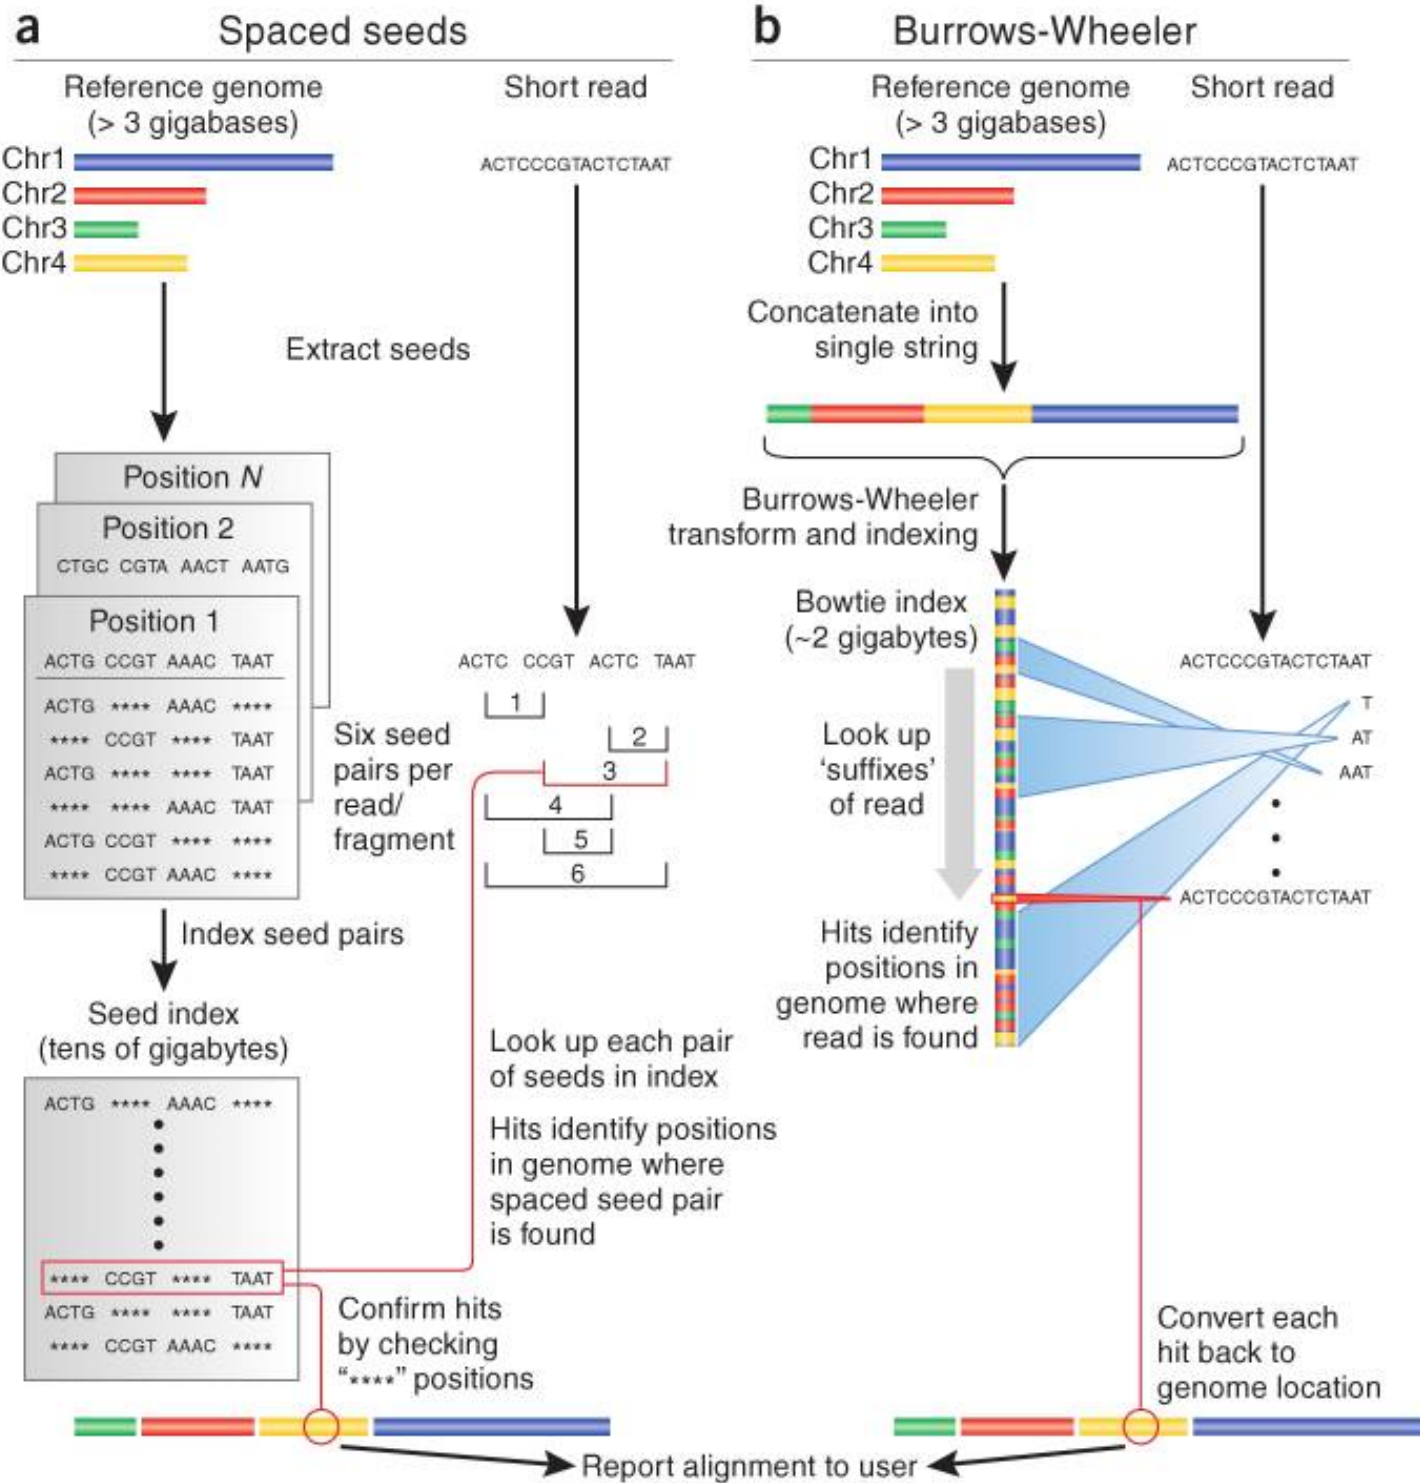 a
Spaced seeds
Reference genome
(> 3 gigabases)
Short read
Chr1
Chr2
Chr3
Chr4
ACTCCCGTACTCTAAT
Extract seeds
Position N
Position 2
CTGC CGTA AACT AATG
Position 1
ACTG CCGT AAAC TAAT
ACTG **** AAAC ****
**** CCGT **** TAAT
ACTG **** **** TAAT
**** **** AAAC TAAT
ACTG CCGT **** ****
**** CCGT AAAC ****
Six seed
pairs per
read/
fragment
ACTC CCGT ACTC TAAT
1
2
3
4
5
6
Index seed pairs
Seed index
(tens of gigabytes)
ACTG **** AAAC ****
**** CCGT **** TAAT
ACTG **** **** TAAT
**** CCGT AAAC ****
Look up each pair
of seeds in index
Hits identify positions
in genome where
spaced seed pair
is found
Confirm hits
by checking
“****” positions
b
Burrows-Wheeler
Reference genome
(> 3 gigabases)
Short read
Chr1
Chr2
Chr3
Chr4
ACTCCCGTACTCTAAT
Concatenate into
single string
Burrows-Wheeler
transform and indexing
Bowtie index
(~2 gigabytes)
Look up
‘suffixes’
of read
ACTCCCGTACTCTAAT
T
AT
AAT
ACTCCCGTACTCTAAT
Hits identify
positions in
genome where
read is found
Convert each
hit back to
genome location
Report alignment to user